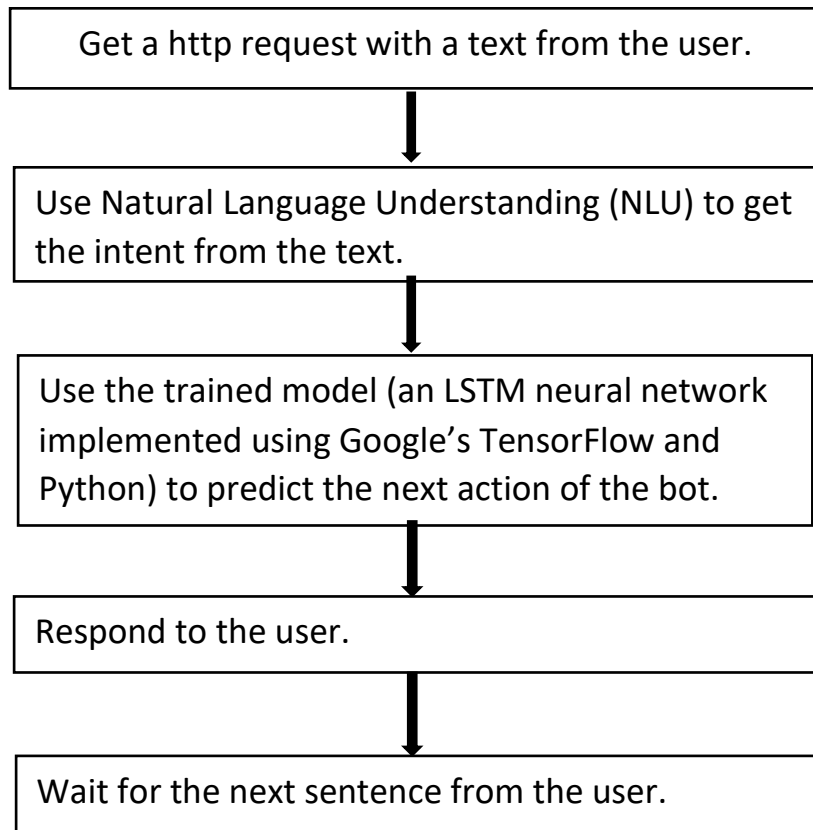 Get a http request with a text from the user.
Use Natural Language Understanding (NLU) to get
the intent from the text.
Use the trained model (an LSTM neural network
implemented using Google’s TensorFlow and
Python) to predict the next action of the bot.
Respond to the user.
Wait for the next sentence from the user.